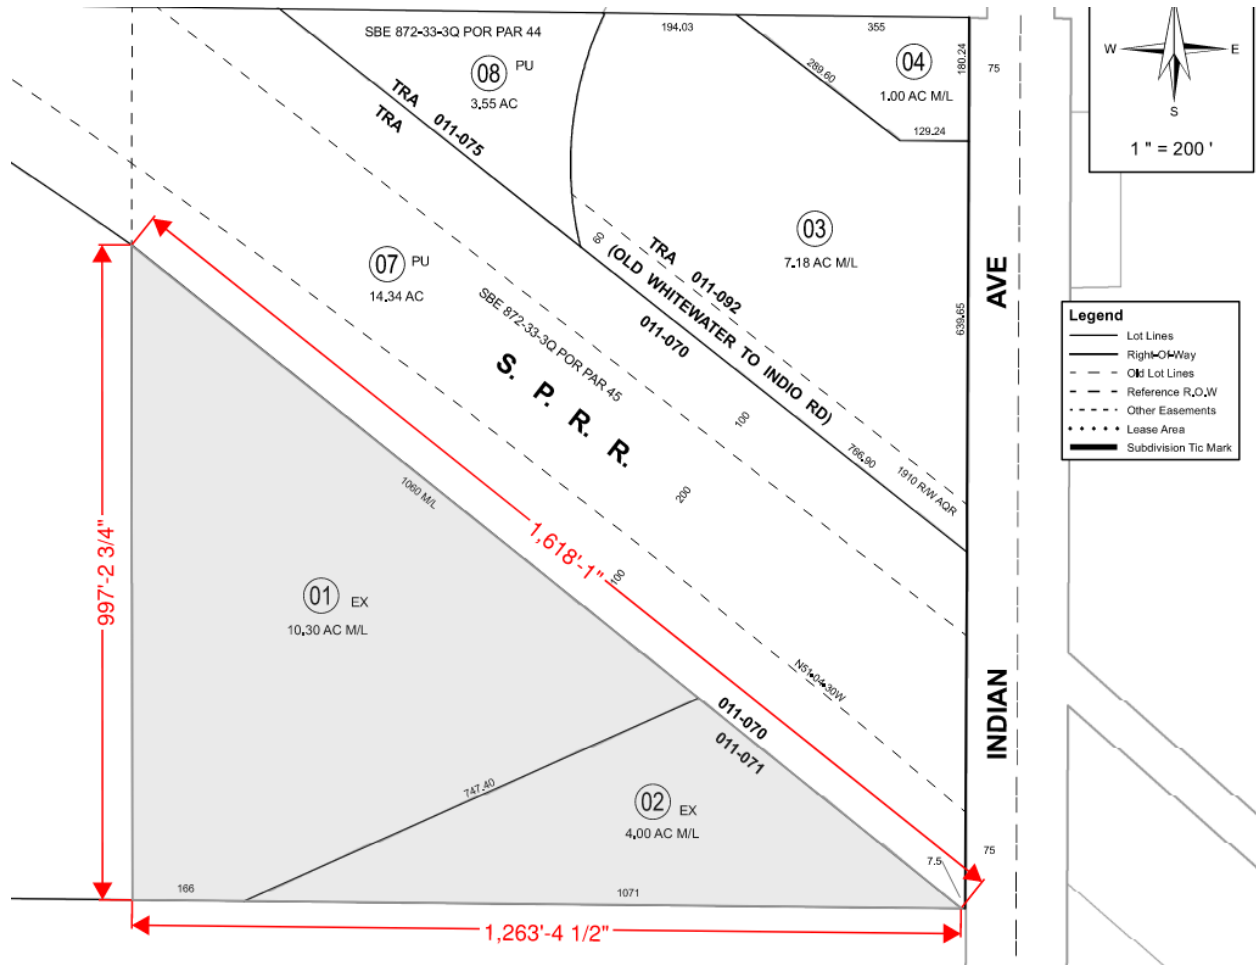 SBE 872-33-3Q POR PAR 44
08 PU
3.55 AC
194.03
355
04
1.00 AC M/L
289.60
180.24
129.24
75
W E
S
1 " = 200 '
TRA 011-075
TRA
03
7.18 AC M/L
639.65
60
TRA 011-092
(OLD WHITEWATER TO INDIO RD)
011-070
07 PU
14.34 AC
SBE 872-33-3Q POR PAR 45
S. P. R. R.
100
200
100
766.90
1910 R/W AQR
INDIAN AVE
Legend
Lot Lines
Right-Of-Way
Old Lot Lines
Reference R.O.W
Other Easements
Lease Area
Subdivision Tic Mark
1060 M/L
1,618'-1"
997'-2 3/4"
01 EX
10.30 AC M/L
N51-04-30W
011-070
011-071
747.40
02 EX
4.00 AC M/L
7.5
75
166
1071
1,263'-4 1/2"